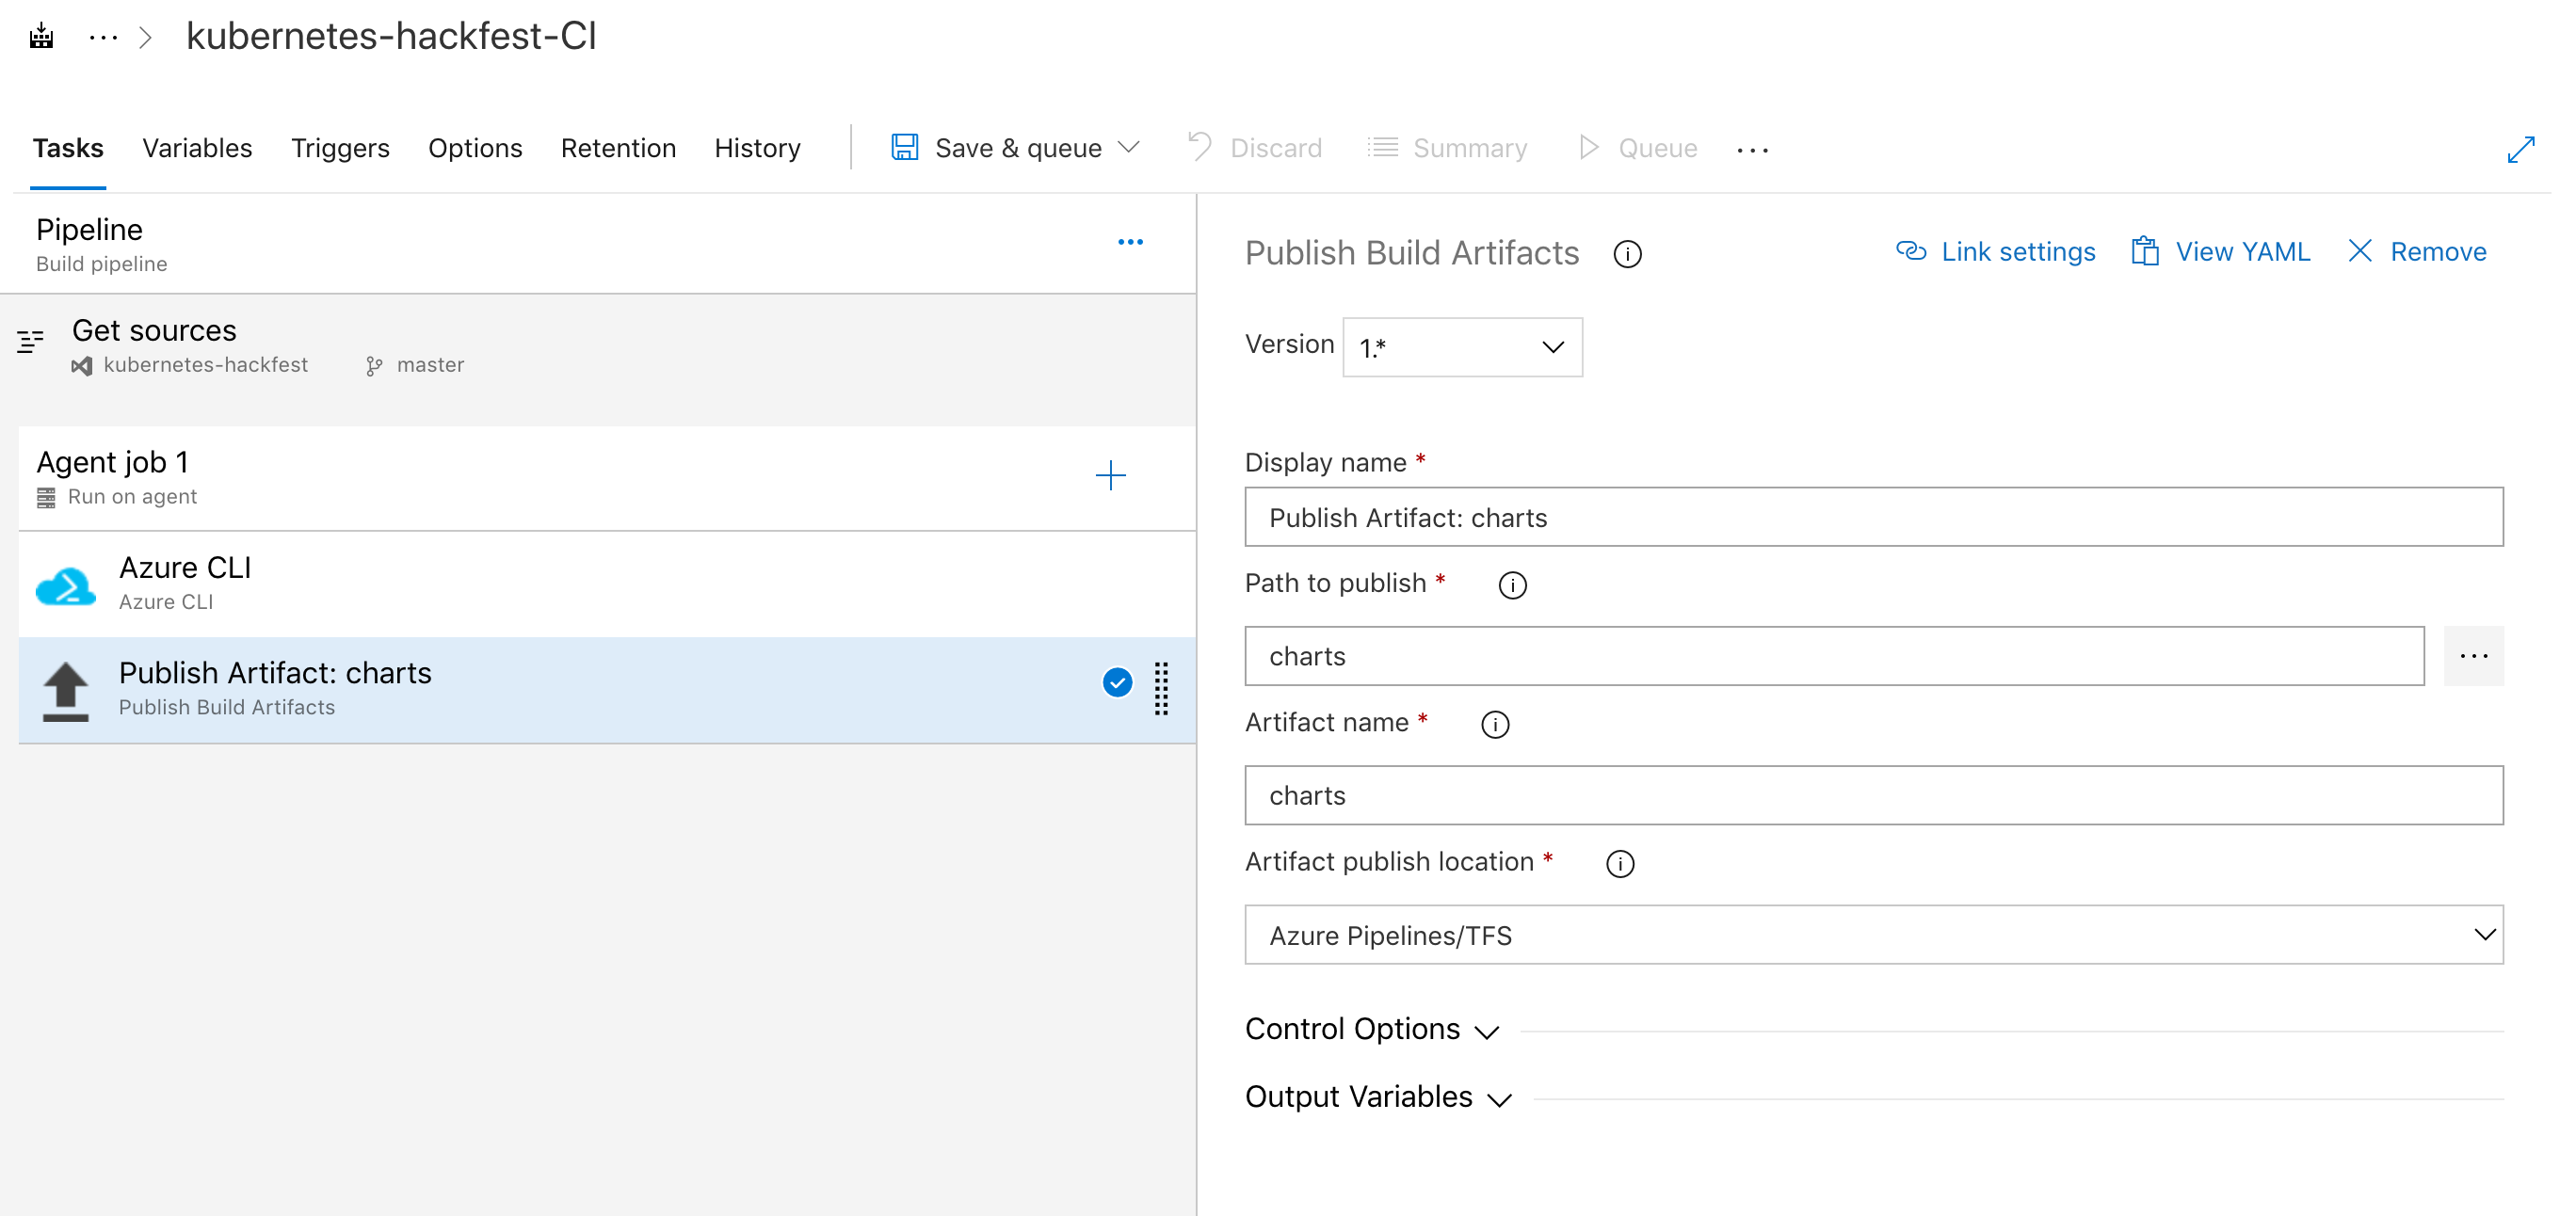 kubernetes-hackfest-CI
Tasks Variables Triggers Options Retention History Save & queue Discard Summary Queue
Pipeline
Build pipeline
Get sources
kubernetes-hackfest master
Agent job 1
Run on agent
Azure CLI
Azure CLI
Publish Artifact: charts
Publish Build Artifacts
Publish Build Artifacts Link settings View YAML Remove
Version 1.*
Display name *
Publish Artifact: charts
Path to publish *
charts
Artifact name *
charts
Artifact publish location *
Azure Pipelines/TFS
Control Options
Output Variables